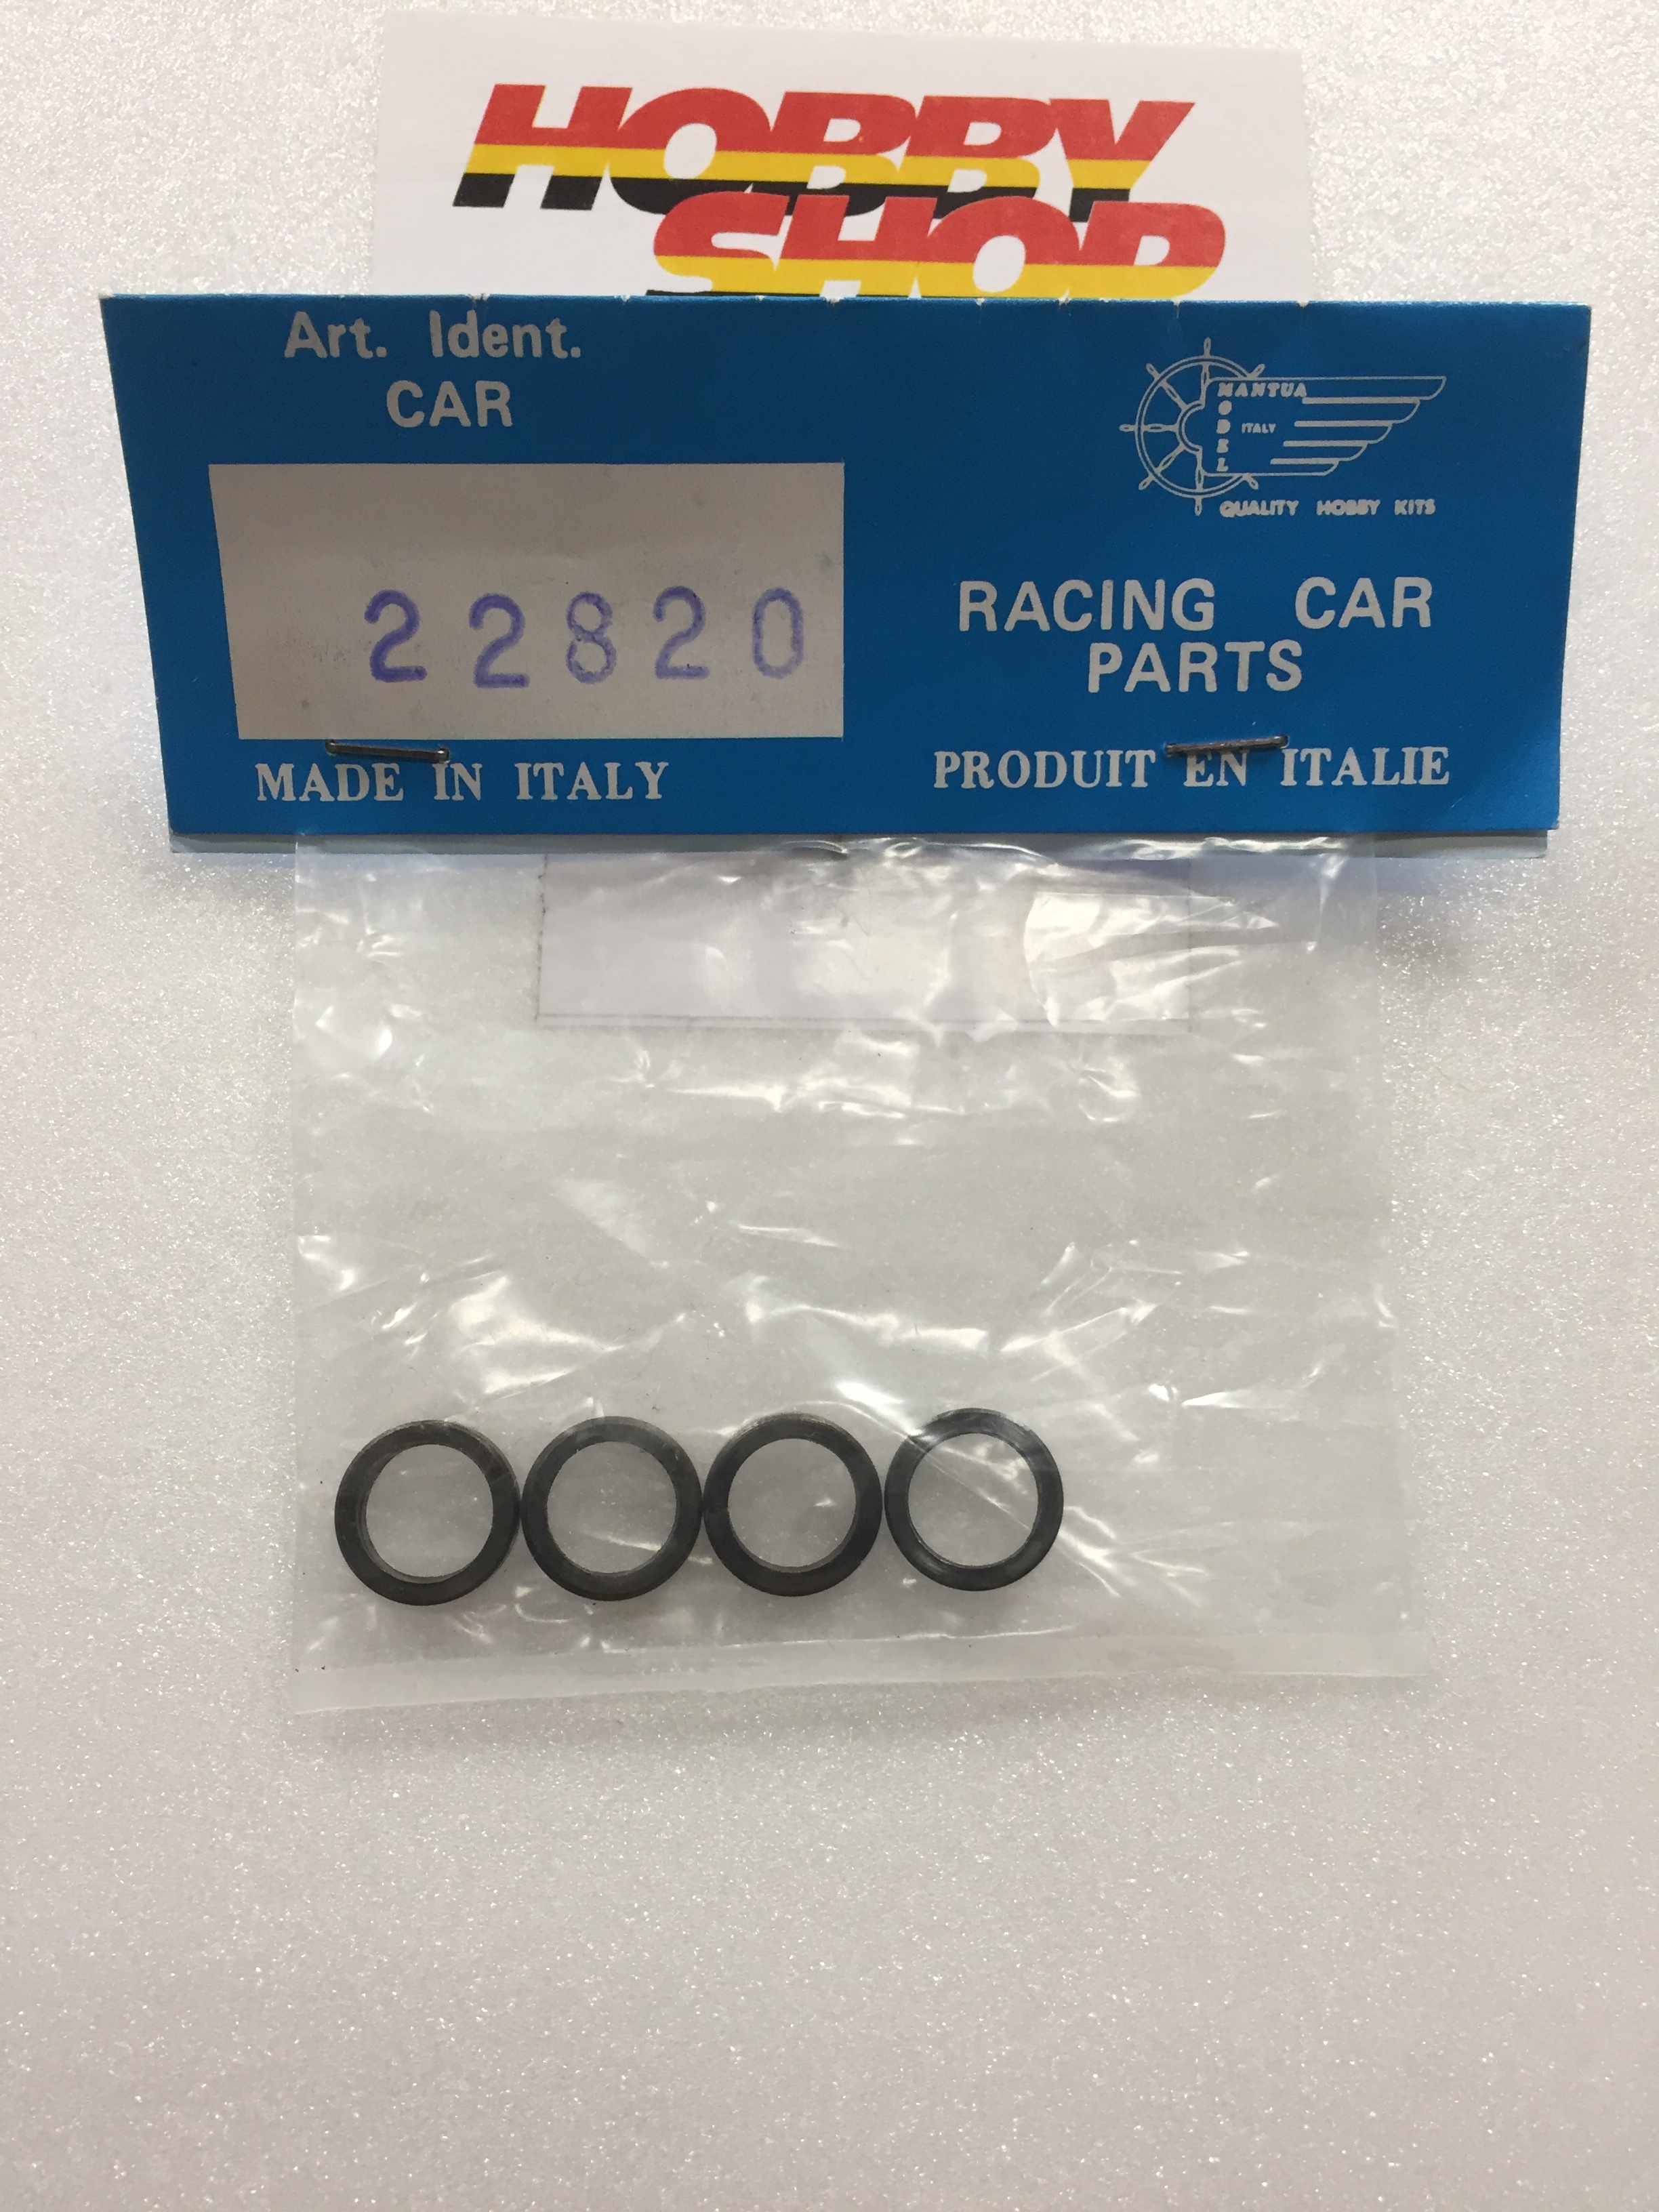 HOBBY
SHOP
Art. Ident.
CAR
22820
MADE IN ITALY
MANTUA
MODEL
ITALY
QUALITY HOBBY KITS
RACING CAR
PARTS
PRODUIT EN ITALIE